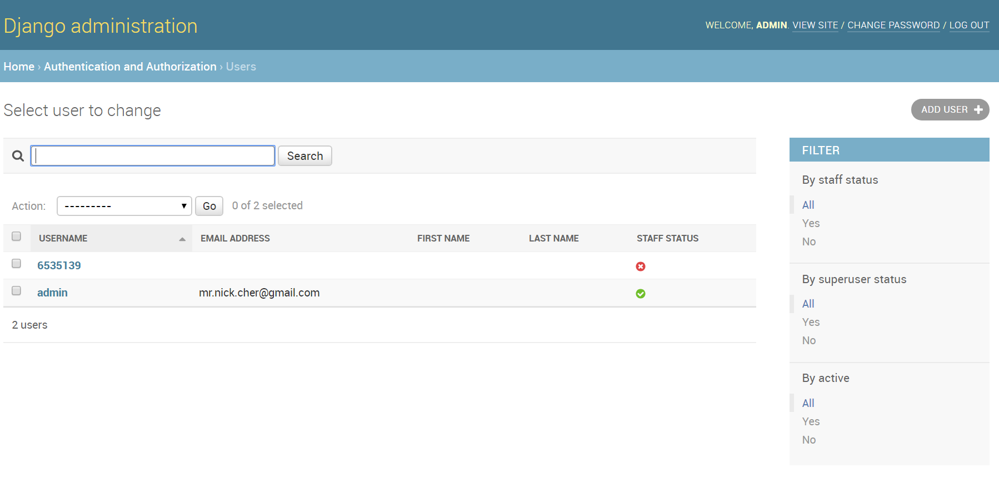 Django administration
WELCOME, ADMIN. VIEW SITE / CHANGE PASSWORD / LOG OUT
Home › Authentication and Authorization › Users
Select user to change
ADD USER
Search
Action: --------- Go 0 of 2 selected
USERNAME EMAIL ADDRESS FIRST NAME LAST NAME STAFF STATUS
6535139
admin mr.nick.cher@gmail.com
2 users
FILTER
By staff status
All
Yes
No
By superuser status
All
Yes
No
By active
All
Yes
No